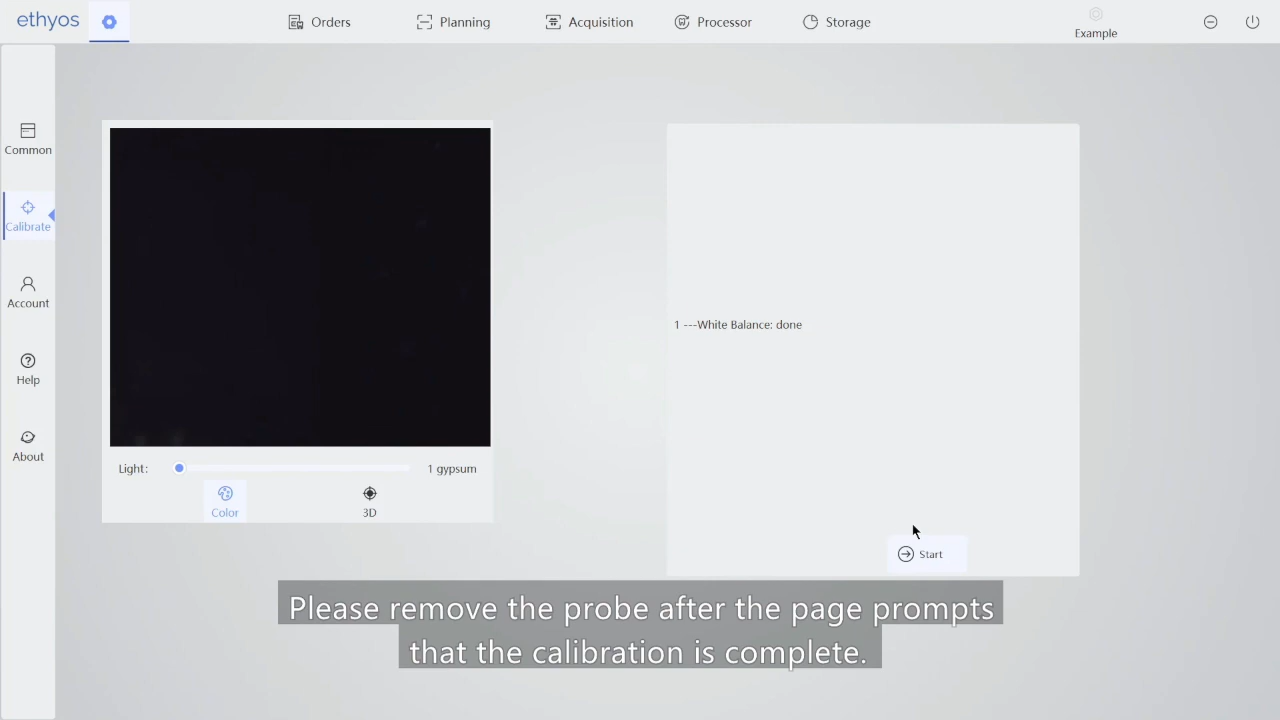 ethyos
Orders
Planning
Acquisition
Processor
Storage
Example
Common
Calibrate
Account
Help
About
Light:
1 gypsum
Color
3D
1 ---White Balance: done
Start
Please remove the probe after the page prompts
that the calibration is complete.